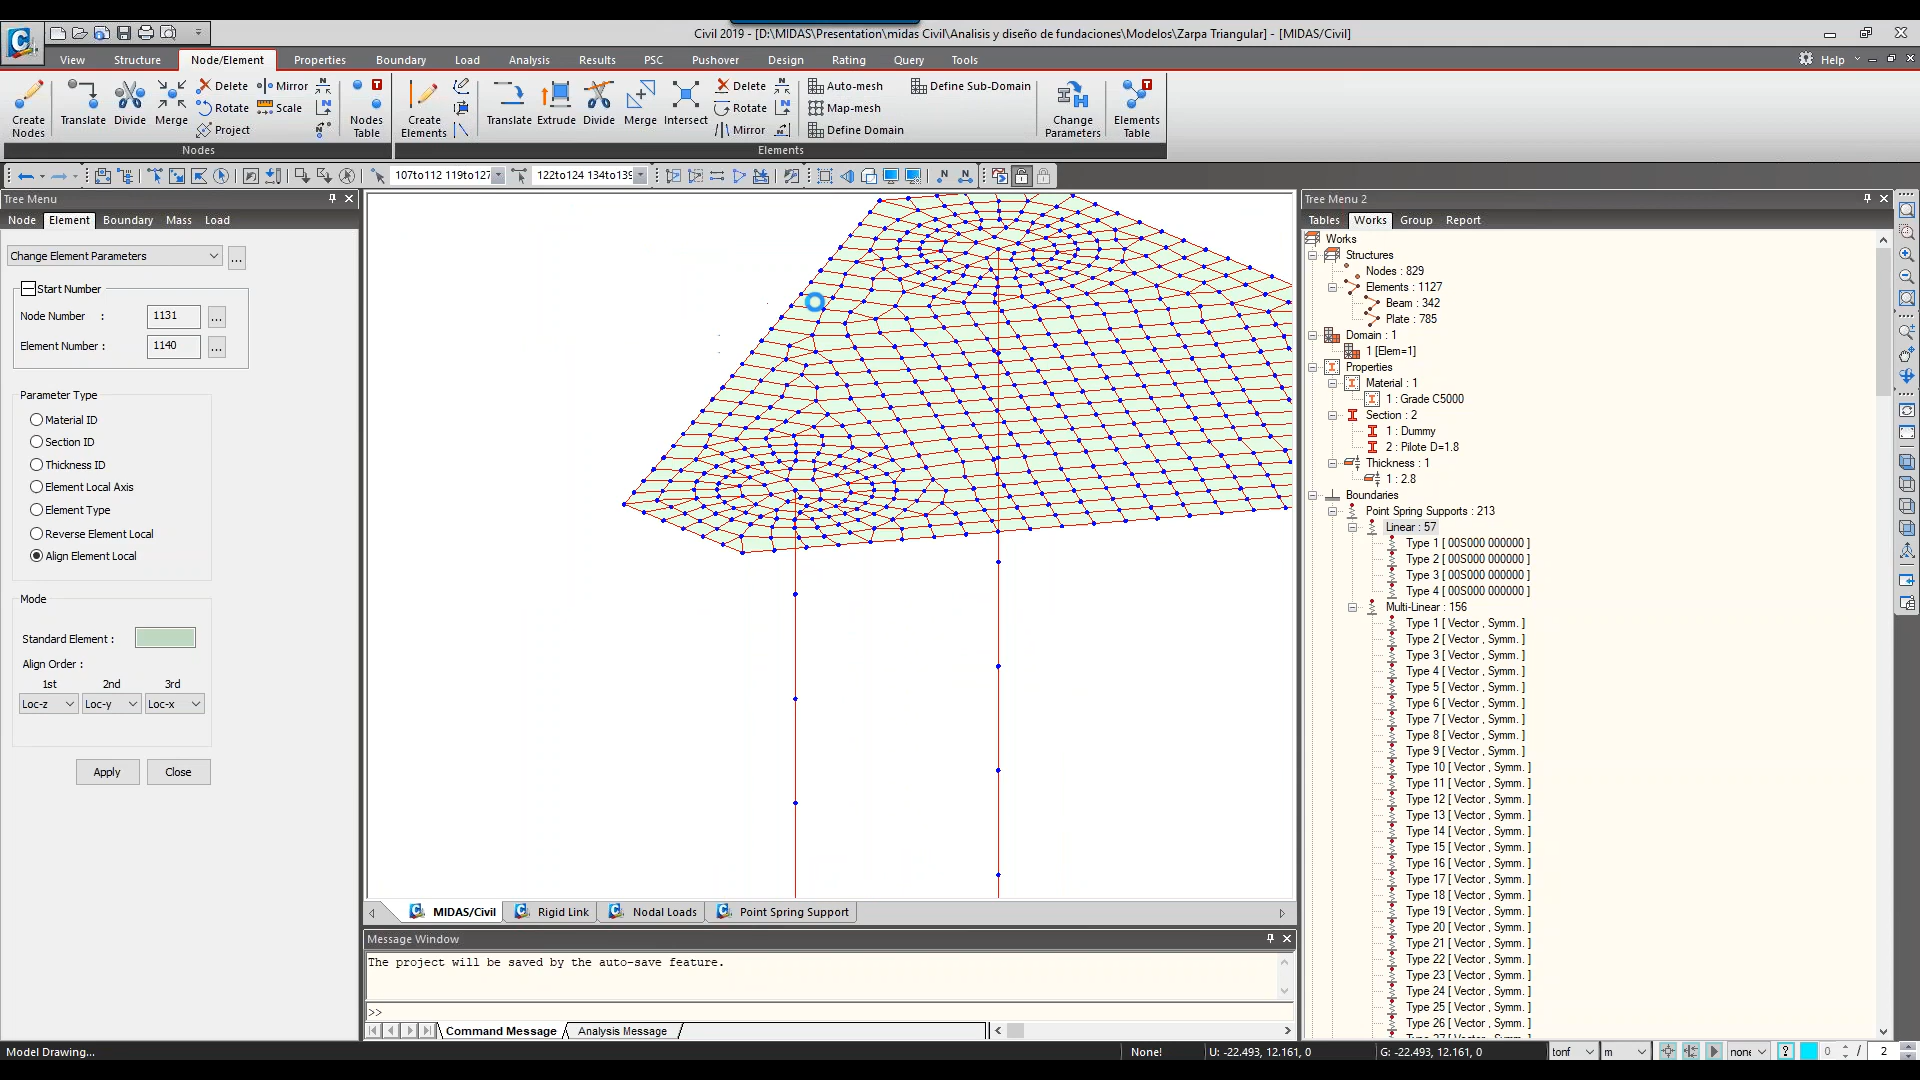 Civil 2019 - [D:\MIDAS\Presentation\midas Civil\Analisis y diseño de fundaciones\Modelos\Zarpa Triangular] - [MIDAS/Civil]
View Structure Node/Element Properties Boundary Load Analysis Results PSC Pushover Design Rating Query Tools Help
Create Nodes
Translate
Divide
Merge
Delete
Rotate
Project
Mirror
Scale
Nodes Table
Create Elements
Translate
Extrude
Divide
Merge
Intersect
Delete
Rotate
Mirror
Auto-mesh
Map-mesh
Define Domain
Define Sub-Domain
Change Parameters
Elements Table
Nodes
Elements
107to112 119to127
122to124 134to139
Tree Menu
Node Element Boundary Mass Load
Change Element Parameters
...
Start Number
Node Number : 1131 ...
Element Number : 1140 ...
Parameter Type
Material ID
Section ID
Thickness ID
Element Local Axis
Element Type
Reverse Element Local
Align Element Local
Mode
Standard Element :
Align Order :
1st 2nd 3rd
Loc-z Loc-y Loc-x
Apply Close
MIDAS/Civil Rigid Link Nodal Loads Point Spring Support
Message Window
The project will be saved by the auto-save feature.
>>
Command Message Analysis Message
Tree Menu 2
Tables Works Group Report
Works
Structures
Nodes : 829
Elements : 1127
Beam : 342
Plate : 785
Domain : 1
1 [Elem=1]
Properties
Material : 1
1 : Grade C5000
Section : 2
1 : Dummy
2 : Pilote D=1.8
Thickness : 1
1 : 2.8
Boundaries
Point Spring Supports : 213
Linear : 57
Type 1 [ 00S000 000000 ]
Type 2 [ 00S000 000000 ]
Type 3 [ 00S000 000000 ]
Type 4 [ 00S000 000000 ]
Multi-Linear : 156
Type 1 [ Vector , Symm. ]
Type 2 [ Vector , Symm. ]
Type 3 [ Vector , Symm. ]
Type 4 [ Vector , Symm. ]
Type 5 [ Vector , Symm. ]
Type 6 [ Vector , Symm. ]
Type 7 [ Vector , Symm. ]
Type 8 [ Vector , Symm. ]
Type 9 [ Vector , Symm. ]
Type 10 [ Vector , Symm. ]
Type 11 [ Vector , Symm. ]
Type 12 [ Vector , Symm. ]
Type 13 [ Vector , Symm. ]
Type 14 [ Vector , Symm. ]
Type 15 [ Vector , Symm. ]
Type 16 [ Vector , Symm. ]
Type 17 [ Vector , Symm. ]
Type 18 [ Vector , Symm. ]
Type 19 [ Vector , Symm. ]
Type 20 [ Vector , Symm. ]
Type 21 [ Vector , Symm. ]
Type 22 [ Vector , Symm. ]
Type 23 [ Vector , Symm. ]
Type 24 [ Vector , Symm. ]
Type 25 [ Vector , Symm. ]
Type 26 [ Vector , Symm. ]
Model Drawing... None! U: -22.493, 12.161, 0 G: -22.493, 12.161, 0 tonf m none ? 0 / 2